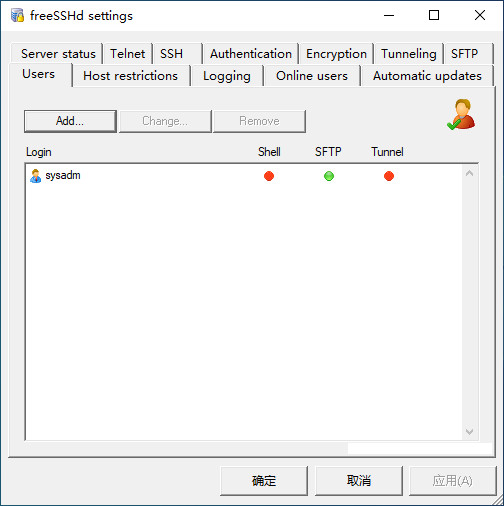 freeSSHd settings
Server status Telnet SSH Authentication Encryption Tunneling SFTP
Users Host restrictions Logging Online users Automatic updates
Add... Change... Remove
Login Shell SFTP Tunnel
sysadm
确定 取消 应用(A)